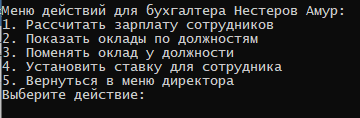 Меню действий для бухгалтера Нестеров Амур:
1. Рассчитать зарплату сотрудников
2. Показать оклады по должностям
3. Поменять оклад у должности
4. Установить ставку для сотрудника
5. Вернуться в меню директора
Выберите действие: